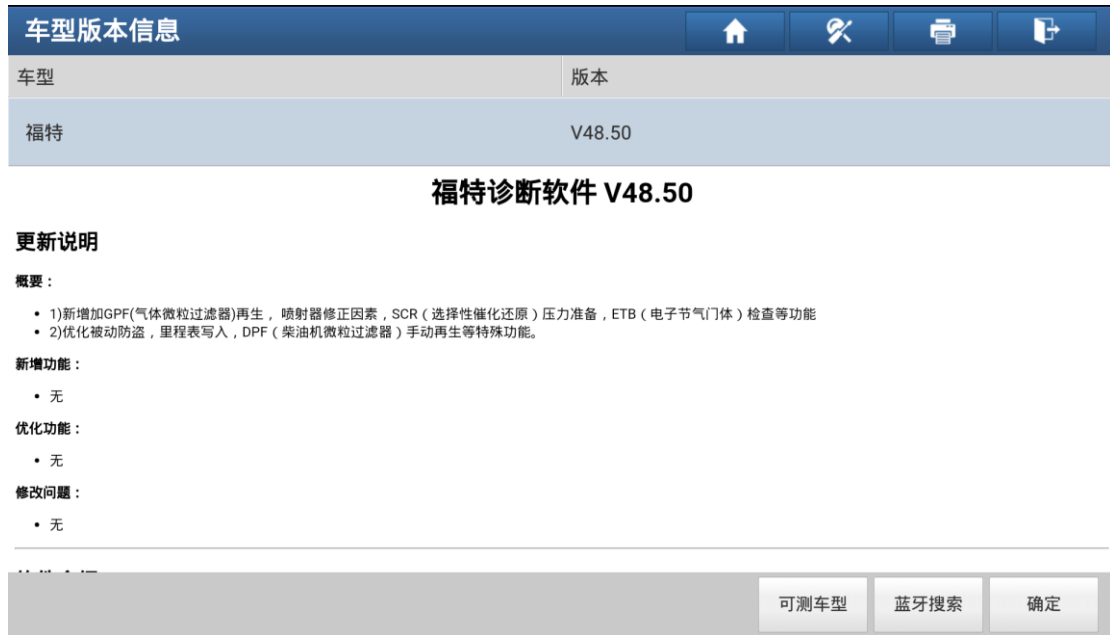 车型版本信息
车型 版本
福特 V48.50
福特诊断软件 V48.50
更新说明
概要：
• 1)新增加GPF(气体微粒过滤器)再生， 喷射器修正因素，SCR（选择性催化还原）压力准备，ETB（电子节气门体）检查等功能
• 2)优化被动防盗，里程表写入，DPF（柴油机微粒过滤器）手动再生等特殊功能。
新增功能：
• 无
优化功能：
• 无
修改问题：
• 无
可测车型 蓝牙搜索 确定